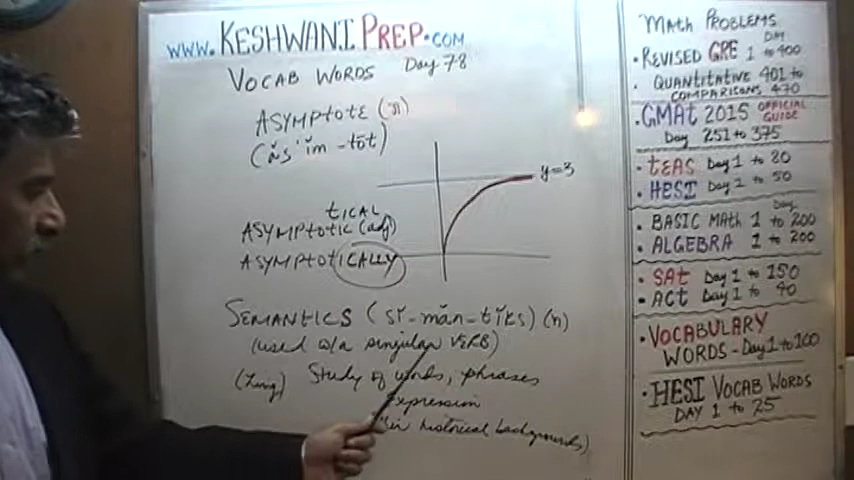 www.KESHWANIPREP.COM
VOCAB WORDS Day 78
ASYMPTOTE (n)
(ăs'ĭm-tōt)
y=3
TICAL
ASYMPTOTIC (adj)
ASYMPTOTICALLY
SEMANTICS (sĭ-măn-tĭks) (n)
(used w/a singular VERB)
(Ling) Study of words, phrases
expression
historical backgrounds)
MATH PROBLEMS
DAY
• REVISED GRE 1 to 400
• QUANTITATIVE 401 to
COMPARISONS 470
• GMAT 2015 OFFICIAL GUIDE
Day 251 to 375
• TEAS Day 1 to 80
• HESI Day 1 to 50
Day
• BASIC MATH 1 to 200
• ALGEBRA 1 to 200
• SAT Day 1 to 150
• ACT Day 1 to 40
• VOCABULARY
WORDS - Day 1 to 100
• HESI VOCAB WORDS
DAY 1 to 25